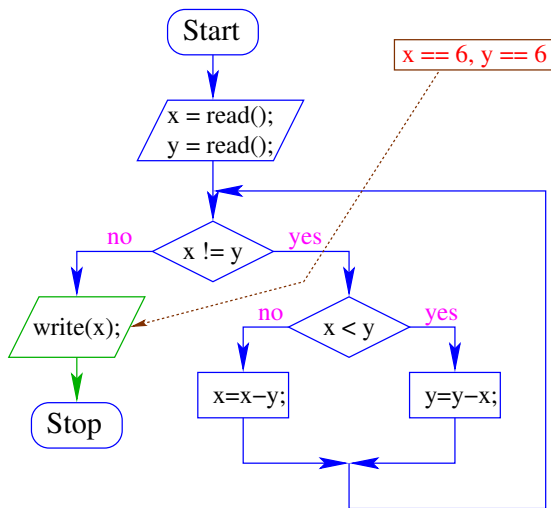 Start
x == 6, y == 6
x = read();
y = read();
no
yes
x != y
write(x);
no
yes
x < y
x=x−y;
y=y−x;
Stop